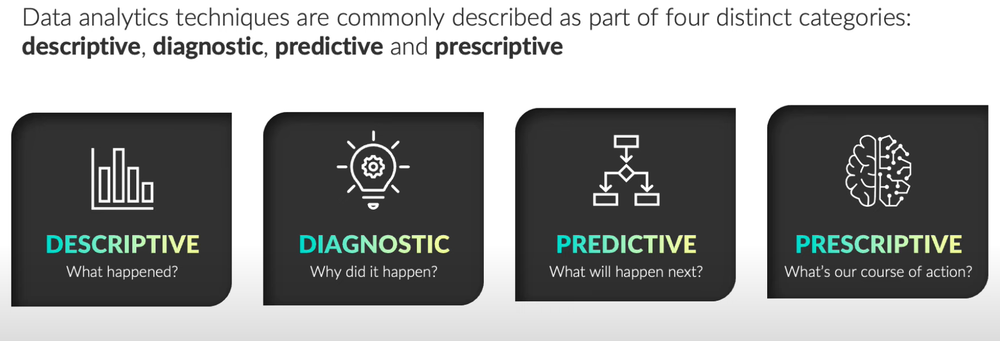 Data analytics techniques are commonly described as part of four distinct categories:
descriptive, diagnostic, predictive and prescriptive
DESCRIPTIVE
What happened?
DIAGNOSTIC
Why did it happen?
PREDICTIVE
What will happen next?
PRESCRIPTIVE
What's our course of action?